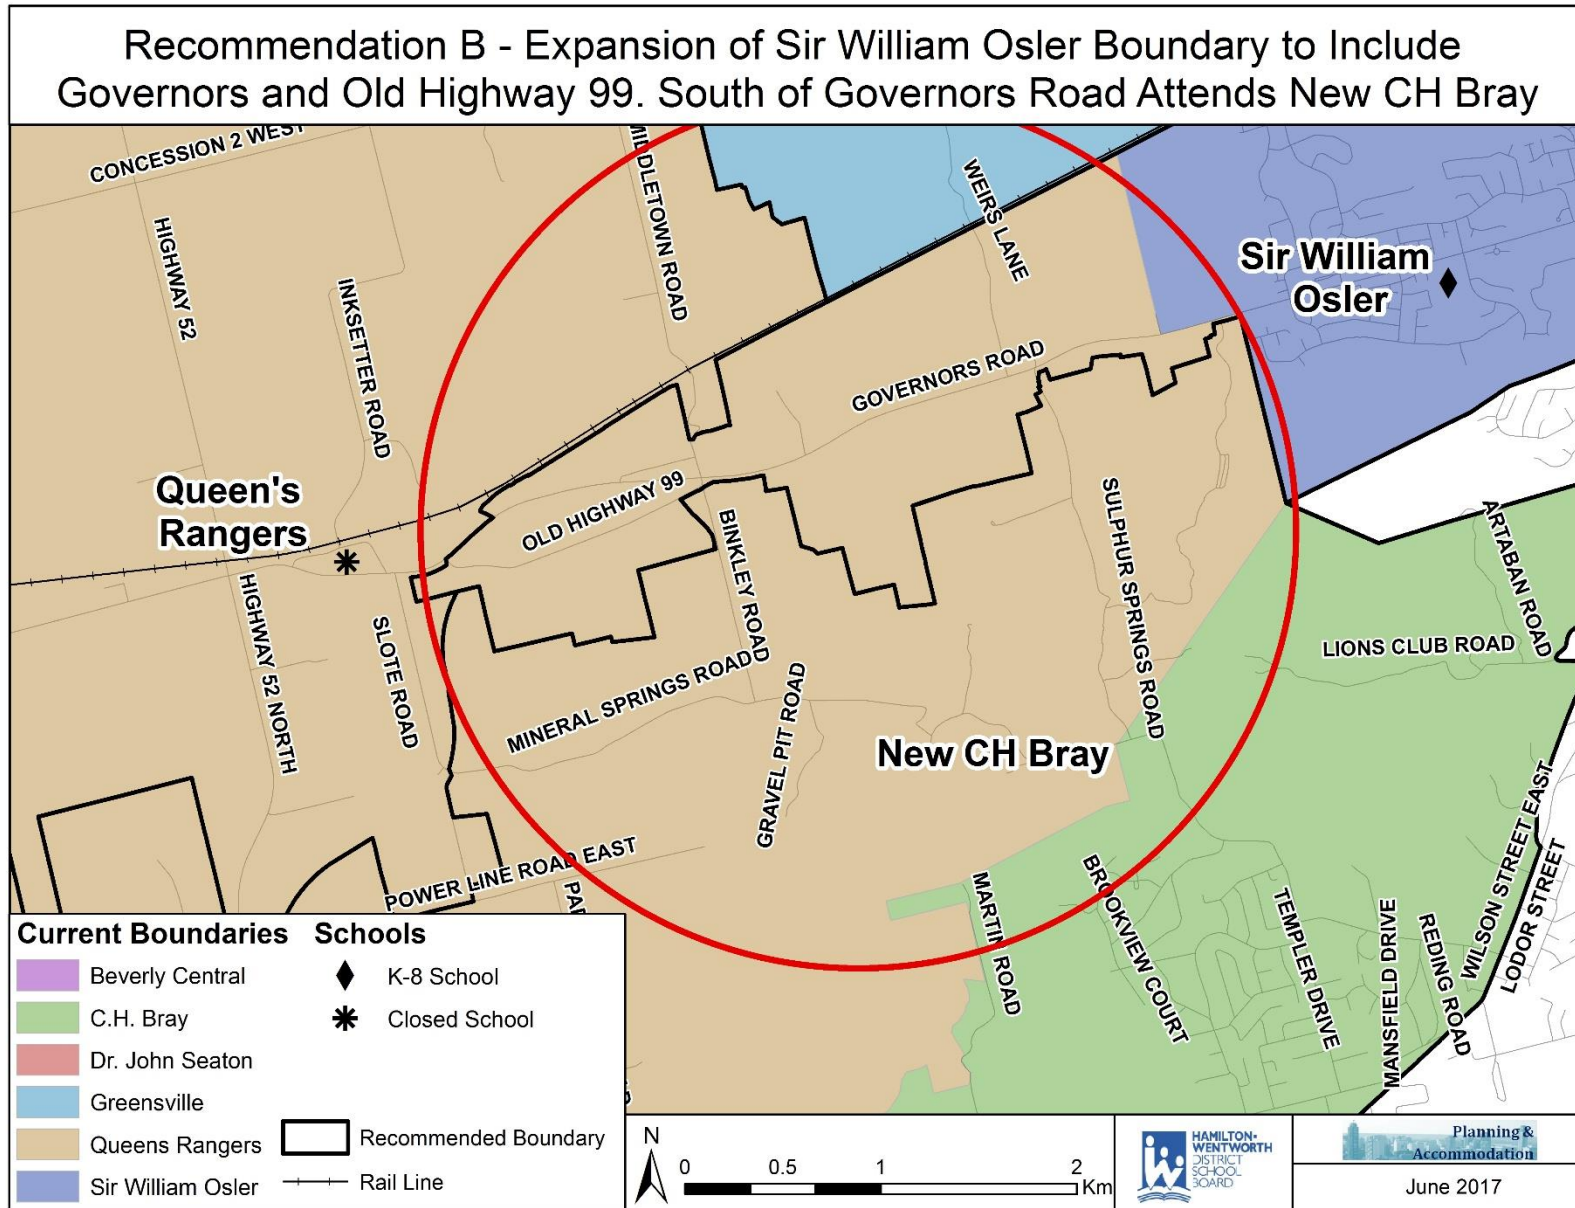 Recommendation B - Expansion of Sir William Osler Boundary to Include
Governors and Old Highway 99. South of Governors Road Attends New CH Bray
CONCESSION 2 WEST
MIDDLETOWN ROAD
WEIRS LANE
HIGHWAY 52
INKSETTER ROAD
Sir William
Osler
GOVERNORS ROAD
Queen's
Rangers
OLD HIGHWAY 99
BINKLEY ROAD
SULPHUR SPRINGS ROAD
ARTABAN ROAD
HIGHWAY 52 NORTH
SLOTE ROAD
LIONS CLUB ROAD
MINERAL SPRINGS ROAD
GRAVEL PIT ROAD
New CH Bray
POWER LINE ROAD EAST
MARTIN ROAD
BROOKVIEW COURT
TEMPLER DRIVE
MANSFIELD DRIVE
REDING ROAD
WILSON STREET EAST
LODOR STREET
Current Boundaries
Beverly Central
C.H. Bray
Dr. John Seaton
Greensville
Queens Rangers
Sir William Osler
Schools
K-8 School
Closed School
Recommended Boundary
Rail Line
N
0 0.5 1 2
Km
HAMILTON-
WENTWORTH
DISTRICT
SCHOOL
BOARD
Planning &
Accommodation
June 2017